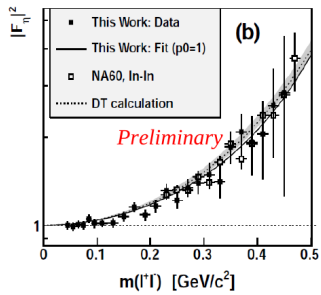 |F_η|²
This Work: Data
This Work: Fit (p0=1)
NA60, In-In
DT calculation
(b)
Preliminary
1
0 0.1 0.2 0.3 0.4 0.5
m(l⁺l⁻) [GeV/c²]